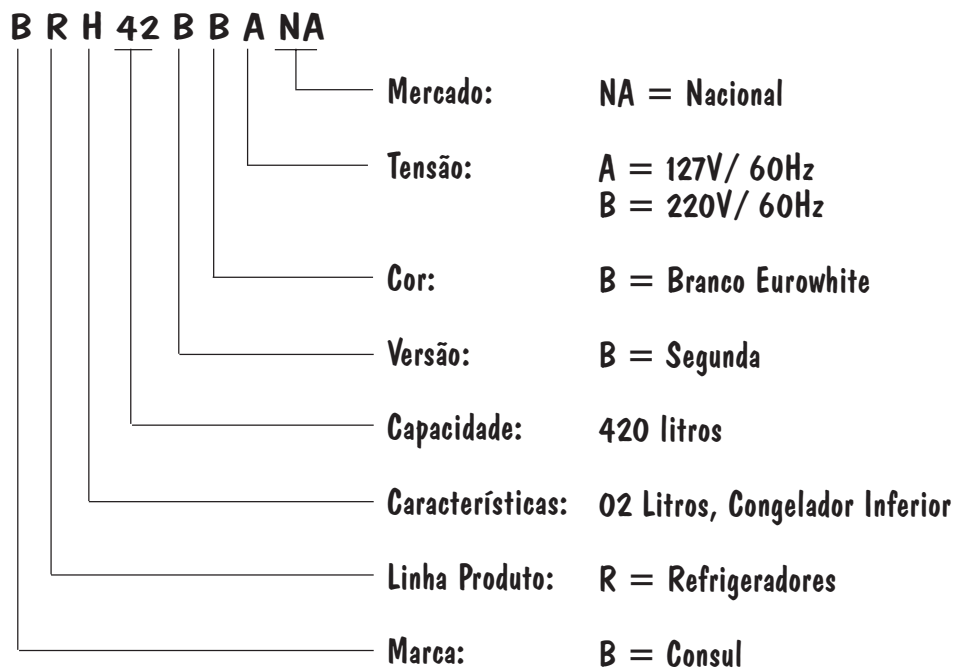 B R H 42 B B A NA
Mercado: NA = Nacional
Tensão: A = 127V/ 60Hz
B = 220V/ 60Hz
Cor: B = Branco Eurowhite
Versão: B = Segunda
Capacidade: 420 litros
Características: 02 Litros, Congelador Inferior
Linha Produto: R = Refrigeradores
Marca: B = Consul